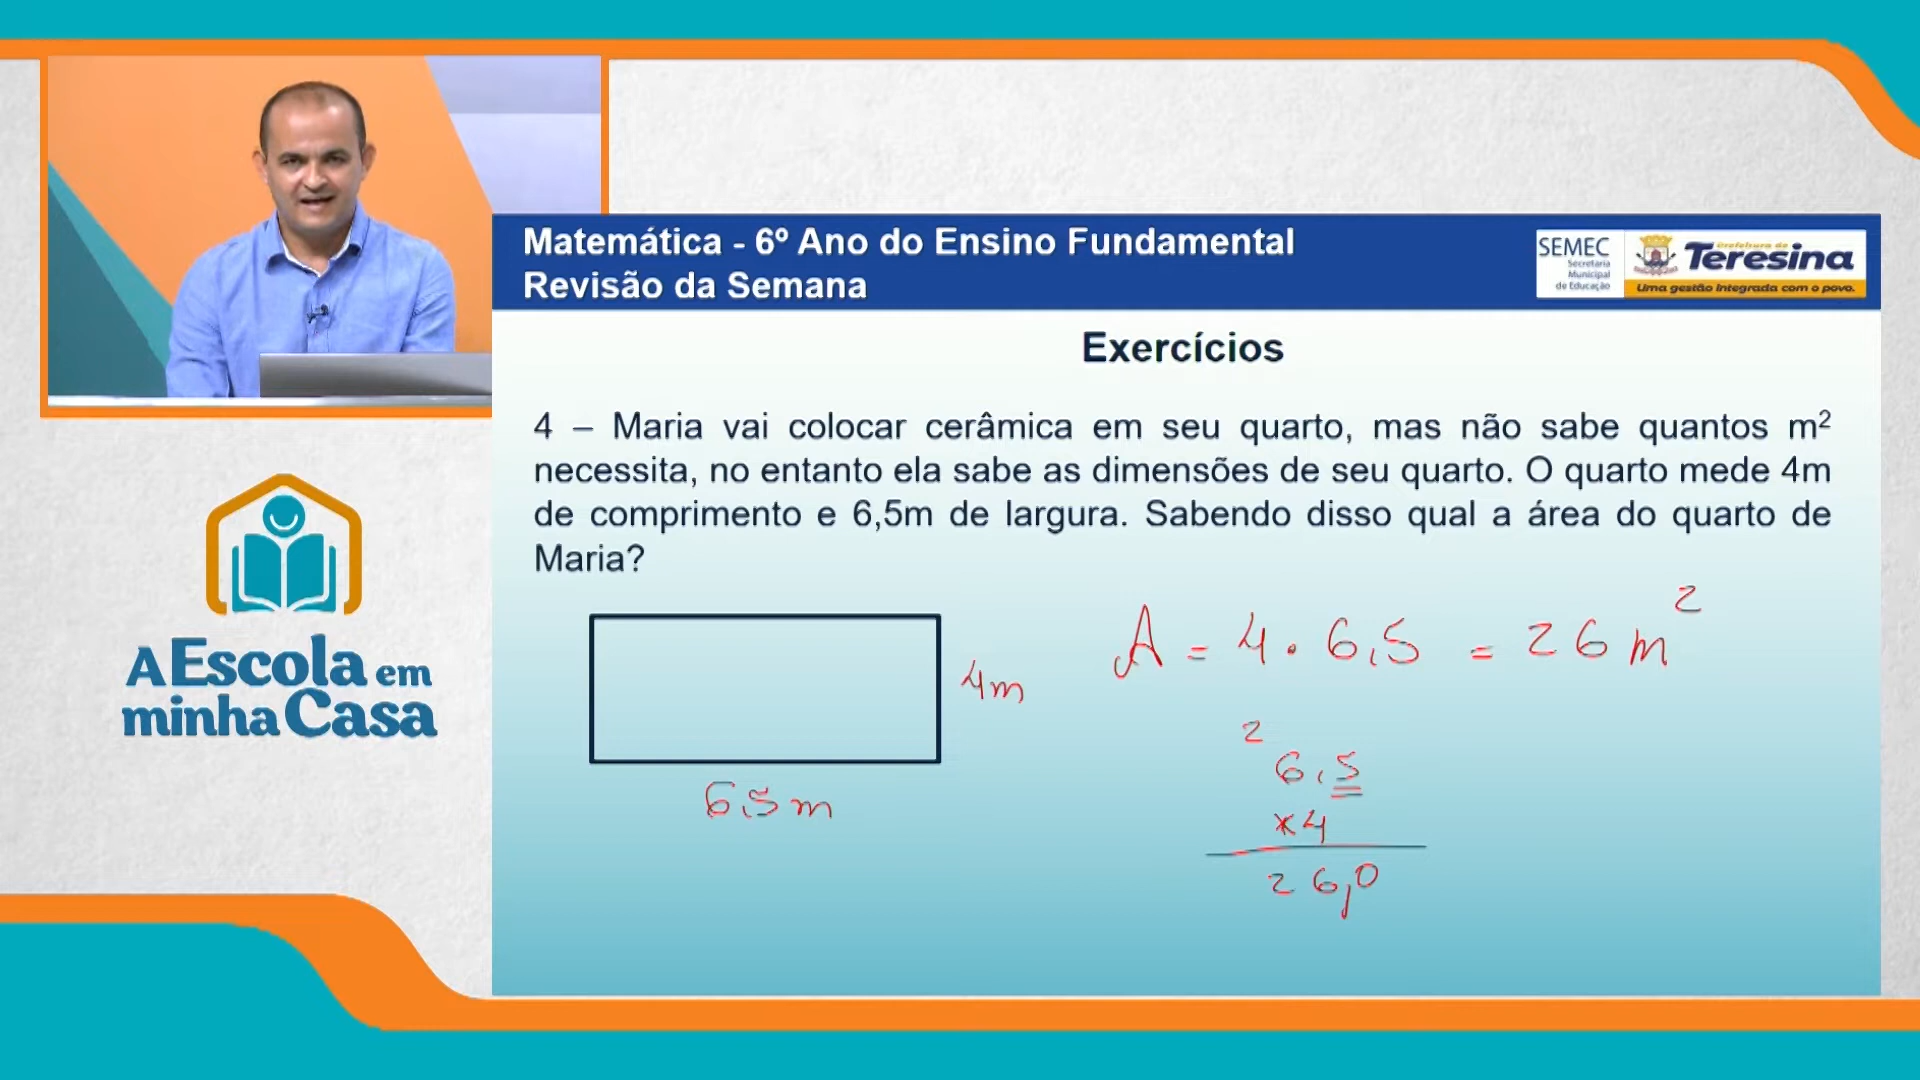 Matemática - 6º Ano do Ensino Fundamental
Revisão da Semana
SEMEC
Secretaria
Municipal
de Educação
Prefeitura de
Teresina
Uma gestão integrada com o povo.
Exercícios
4 – Maria vai colocar cerâmica em seu quarto, mas não sabe quantos m²
necessita, no entanto ela sabe as dimensões de seu quarto. O quarto mede 4m
de comprimento e 6,5m de largura. Sabendo disso qual a área do quarto de
Maria?
A = 4 . 6,5 = 26 m²
4m
6,5 m
2
6,5
x4
26,0
A Escola em
minha Casa